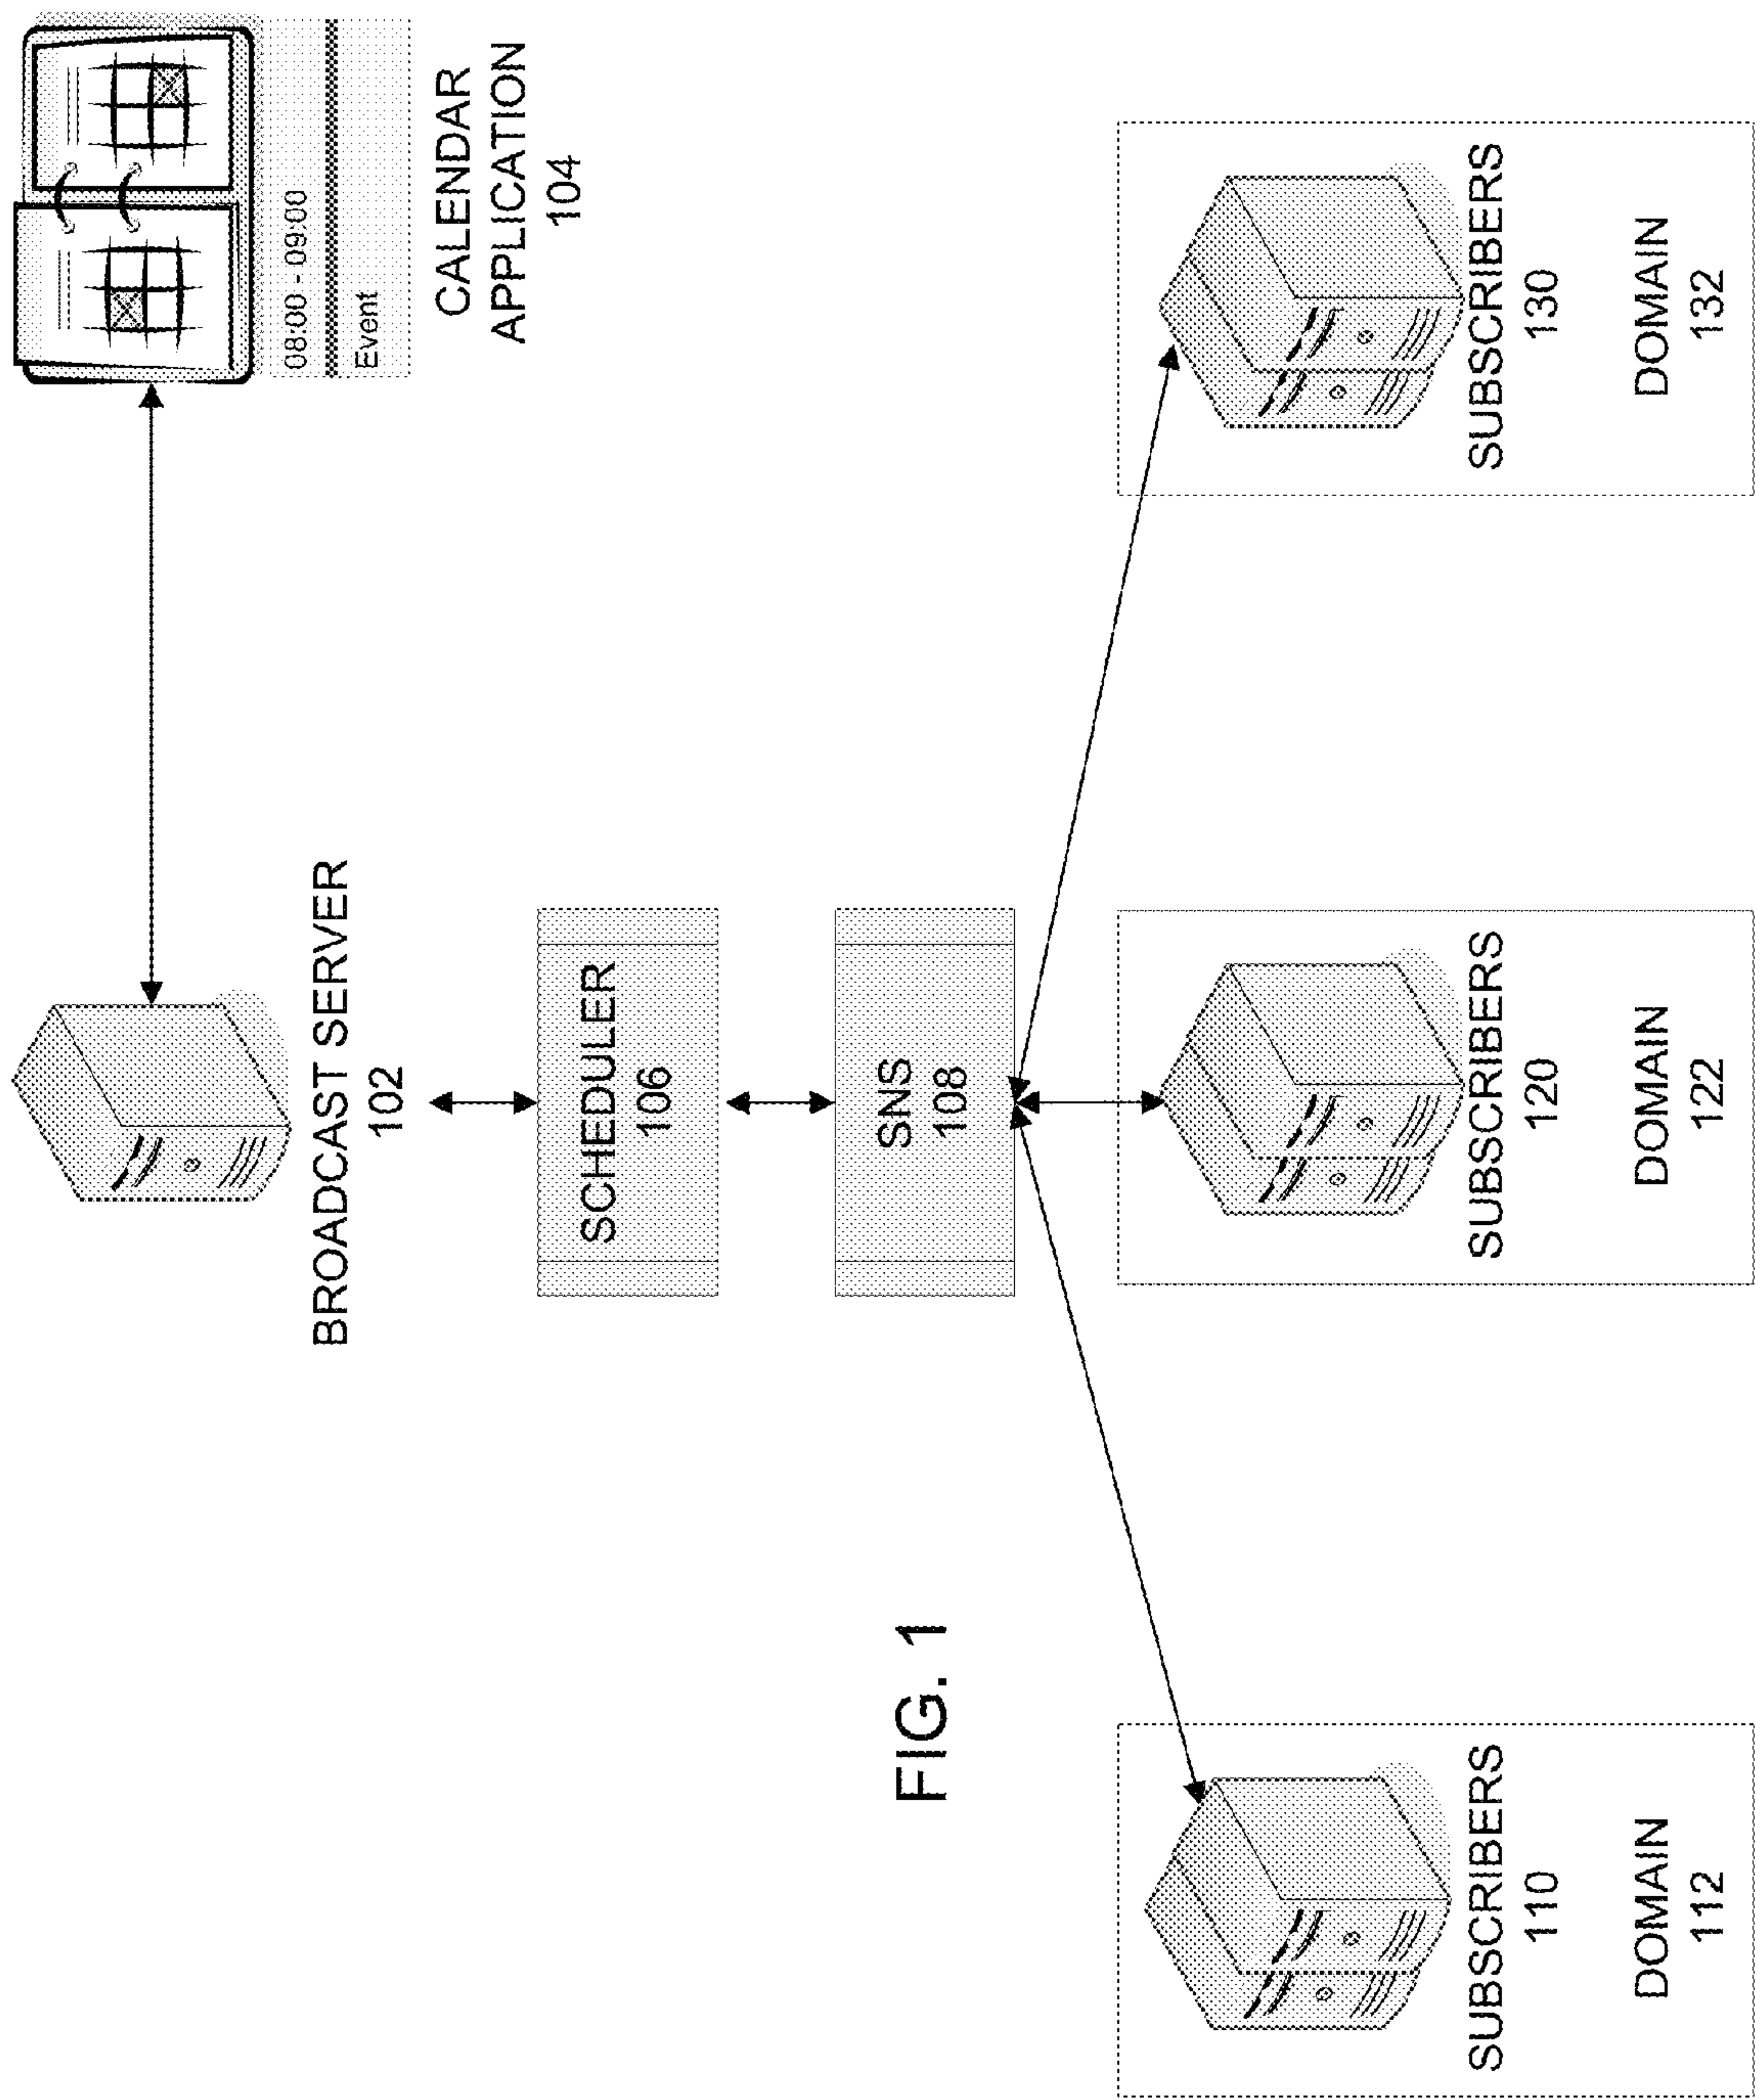 BROADCAST SERVER
102
08:00 - 09:00
Event
CALENDAR
APPLICATION
104
SCHEDULER
106
SNS
108
FIG. 1
SUBSCRIBERS
110
DOMAIN
112
SUBSCRIBERS
120
DOMAIN
122
SUBSCRIBERS
130
DOMAIN
132